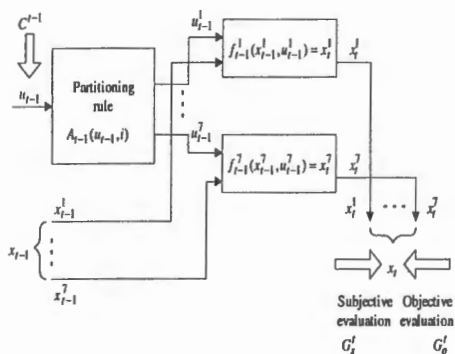 C^{t-1}
u_{t-1}
Partitioning
rule
A_{t-1}(u_{t-1}, i)
u^1_{t-1}
f^1_{t-1}(x^1_{t-1}, u^1_{t-1}) = x^1_t
x^1_t
u^7_{t-1}
f^7_{t-1}(x^7_{t-1}, u^7_{t-1}) = x^7_t
x^7_t
x_{t-1}
x^1_{t-1}
x^7_{t-1}
x^1_t ... x^7_t
x_t
Subjective Objective
evaluation evaluation
G^t_s G^t_o